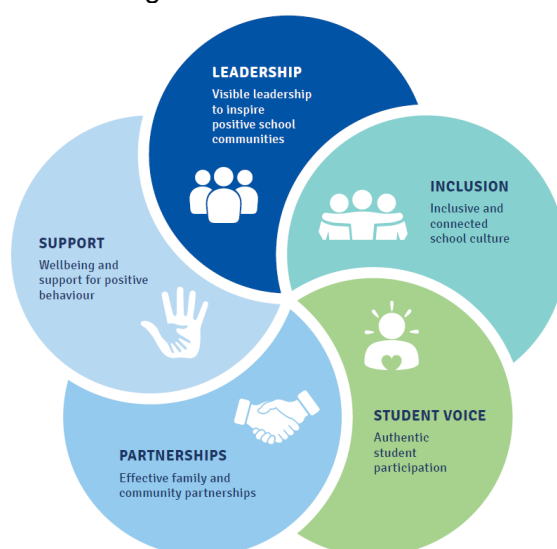 LEADERSHIP
Visible leadership
to inspire
positive school
communities
INCLUSION
Inclusive and
connected
school culture
STUDENT VOICE
Authentic
student
participation
PARTNERSHIPS
Effective family and
community partnerships
SUPPORT
Wellbeing and
support for positive
behaviour